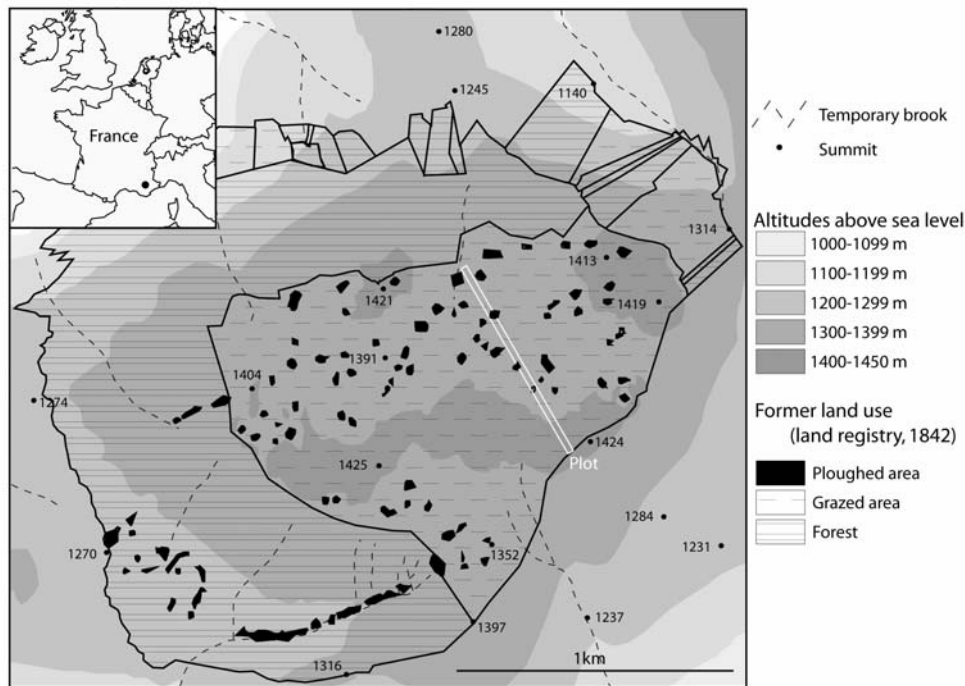 France
1280
1245
1140
1314
1413
1421
1419
1391
1404
1274
1424
Plot
1425
1284
1231
1352
1270
1237
1397
1316
1km
Temporary brook
Summit
Altitudes above sea level
1000-1099 m
1100-1199 m
1200-1299 m
1300-1399 m
1400-1450 m
Former land use
(land registry, 1842)
Ploughed area
Grazed area
Forest